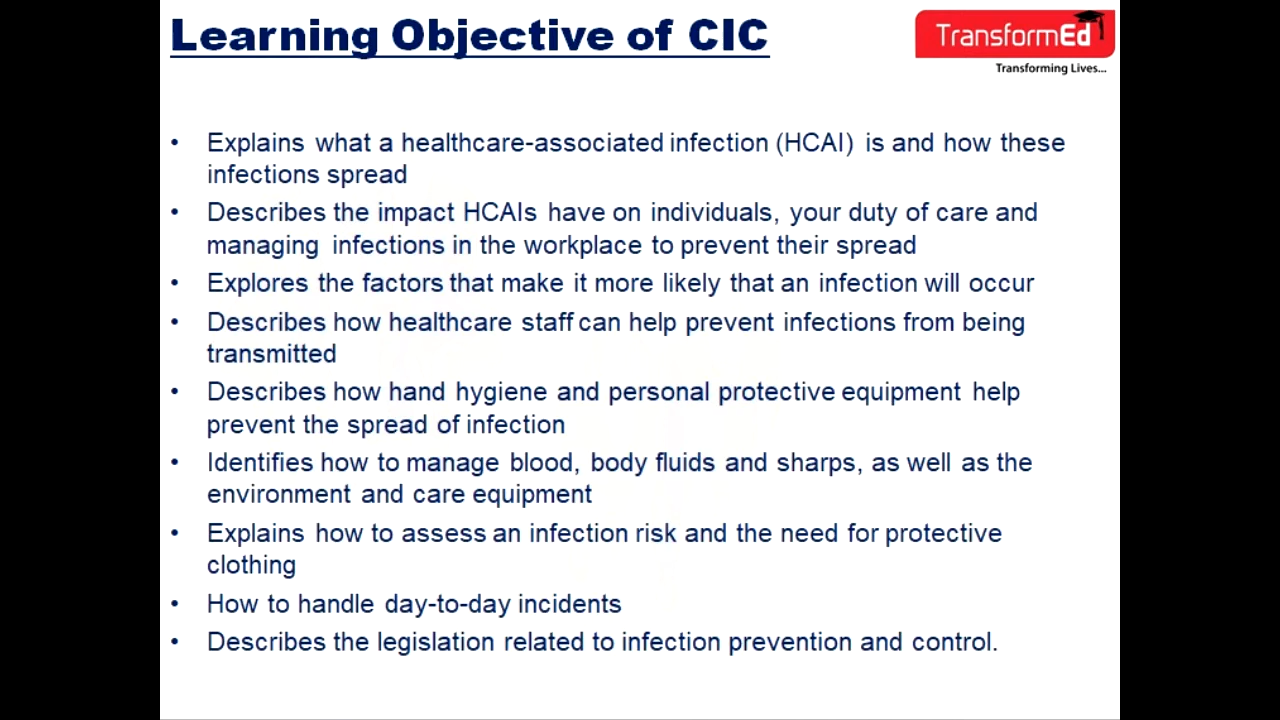 Learning Objective of CIC
TransformEd
Transforming Lives...
• Explains what a healthcare-associated infection (HCAI) is and how these
infections spread
• Describes the impact HCAIs have on individuals, your duty of care and
managing infections in the workplace to prevent their spread
• Explores the factors that make it more likely that an infection will occur
• Describes how healthcare staff can help prevent infections from being
transmitted
• Describes how hand hygiene and personal protective equipment help
prevent the spread of infection
• Identifies how to manage blood, body fluids and sharps, as well as the
environment and care equipment
• Explains how to assess an infection risk and the need for protective
clothing
• How to handle day-to-day incidents
• Describes the legislation related to infection prevention and control.